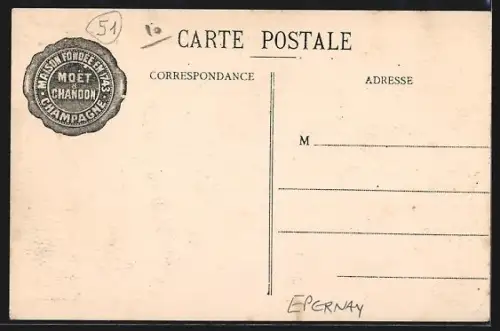 51
10
CARTE POSTALE
MAISON FONDÉE EN 1743
MOËT
&
CHANDON
CHAMPAGNE
CORRESPONDANCE
ADRESSE
M
EPERNAY